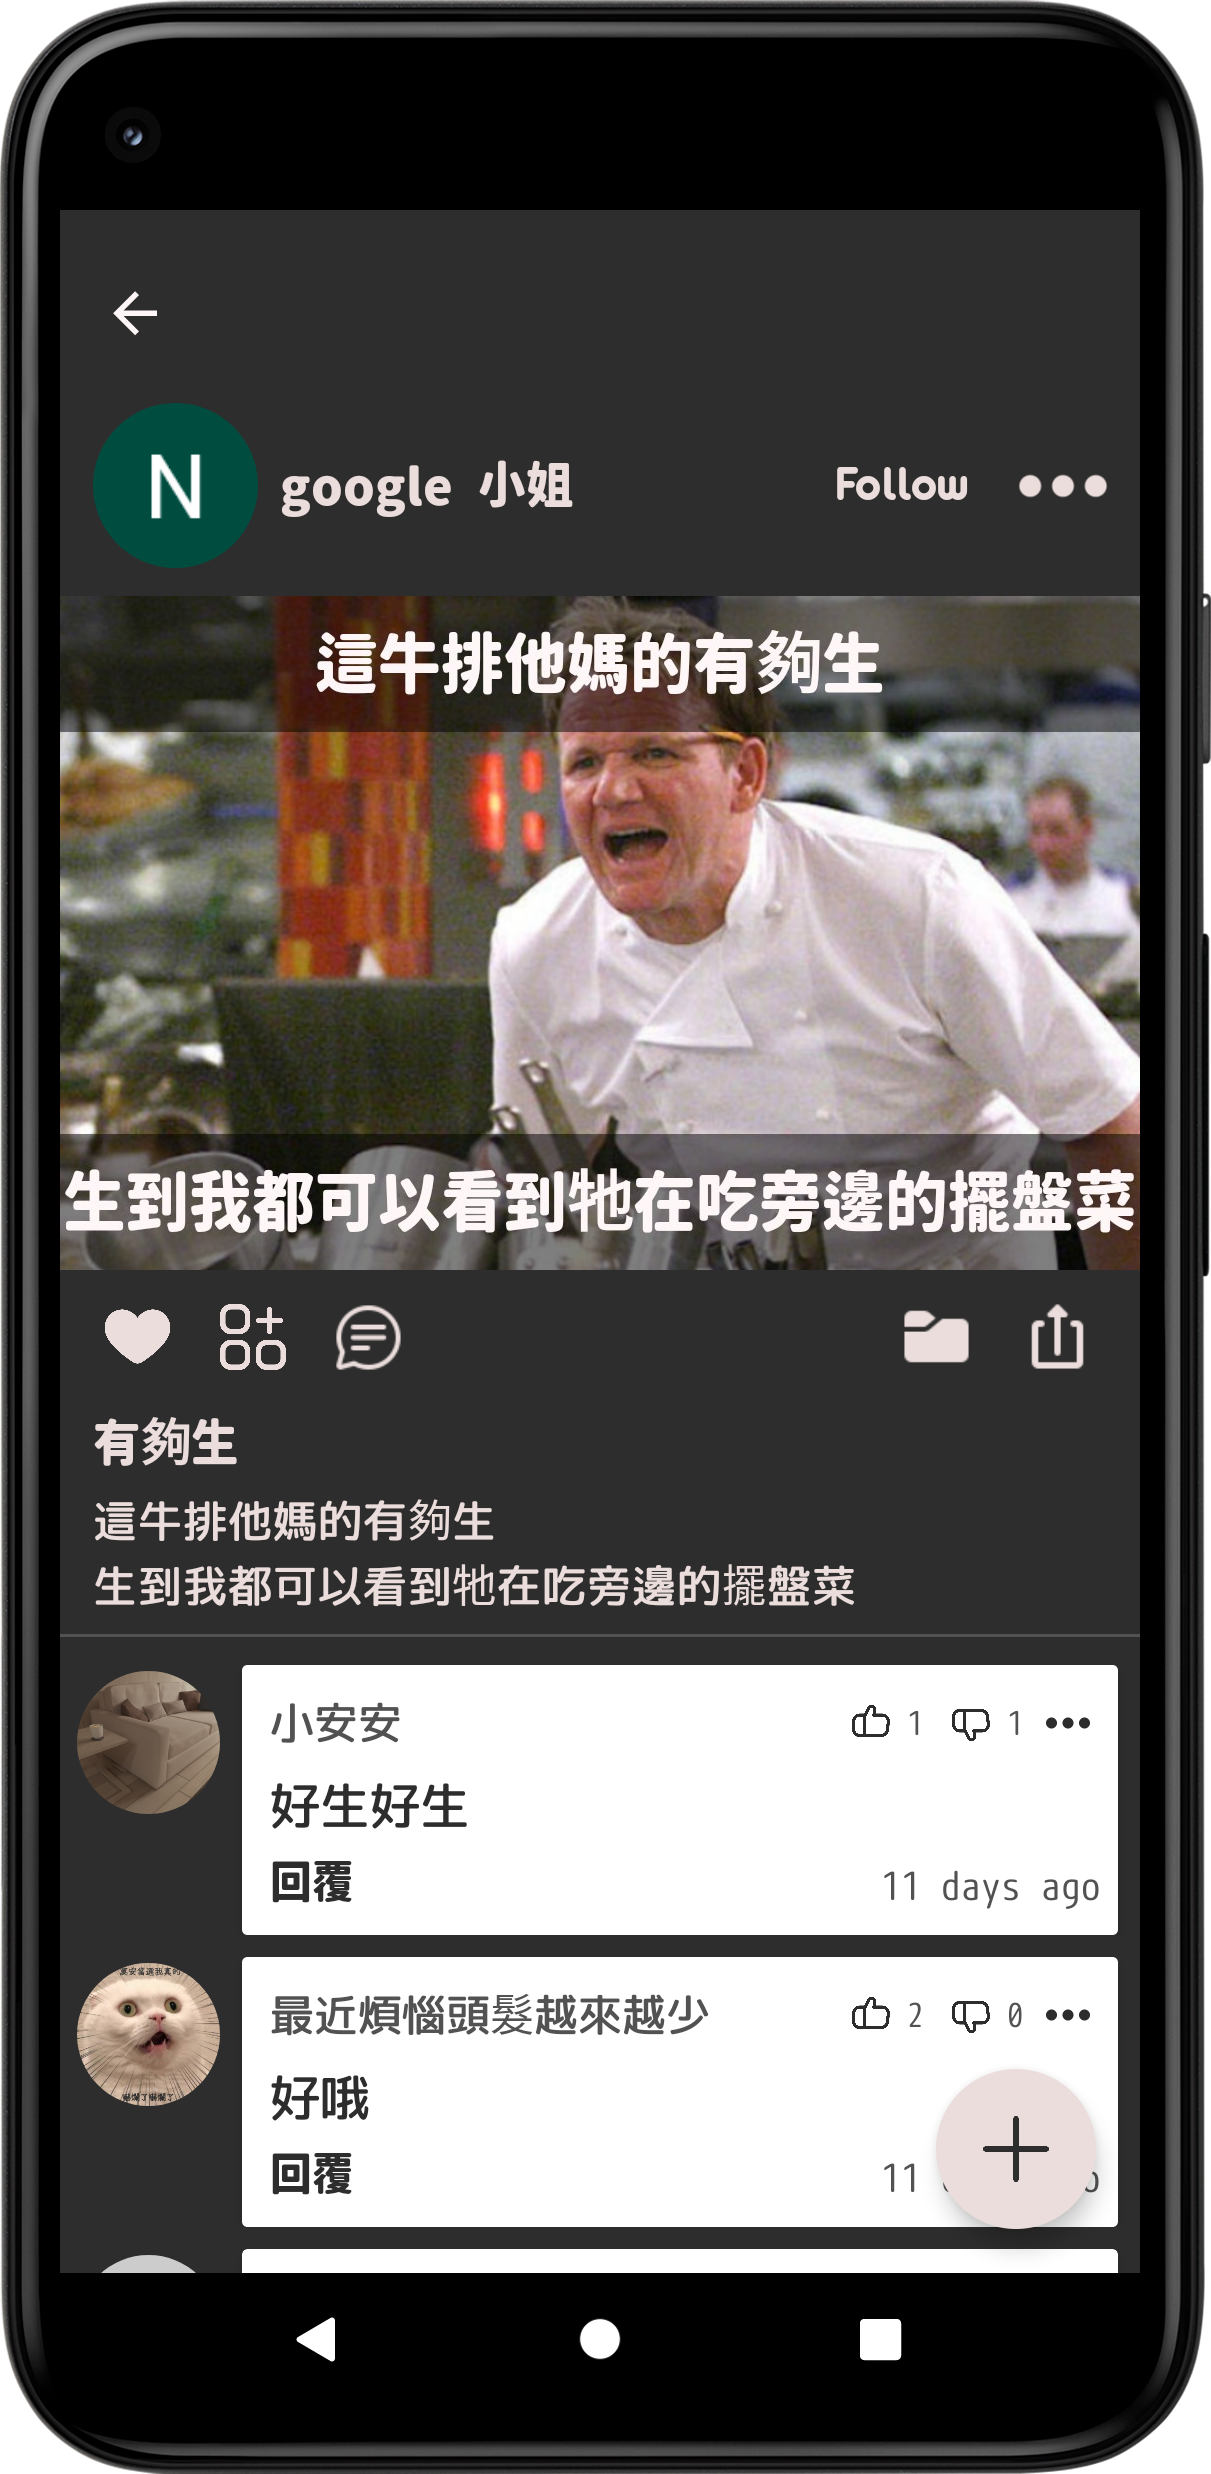 N
google 小姐
Follow
這牛排他媽的有夠生
生到我都可以看到牠在吃旁邊的擺盤菜
有夠生
這牛排他媽的有夠生
生到我都可以看到牠在吃旁邊的擺盤菜
小安安
1
1
好生好生
回覆
11 days ago
最近煩惱頭髮越來越少
2
0
好哦
回覆
11